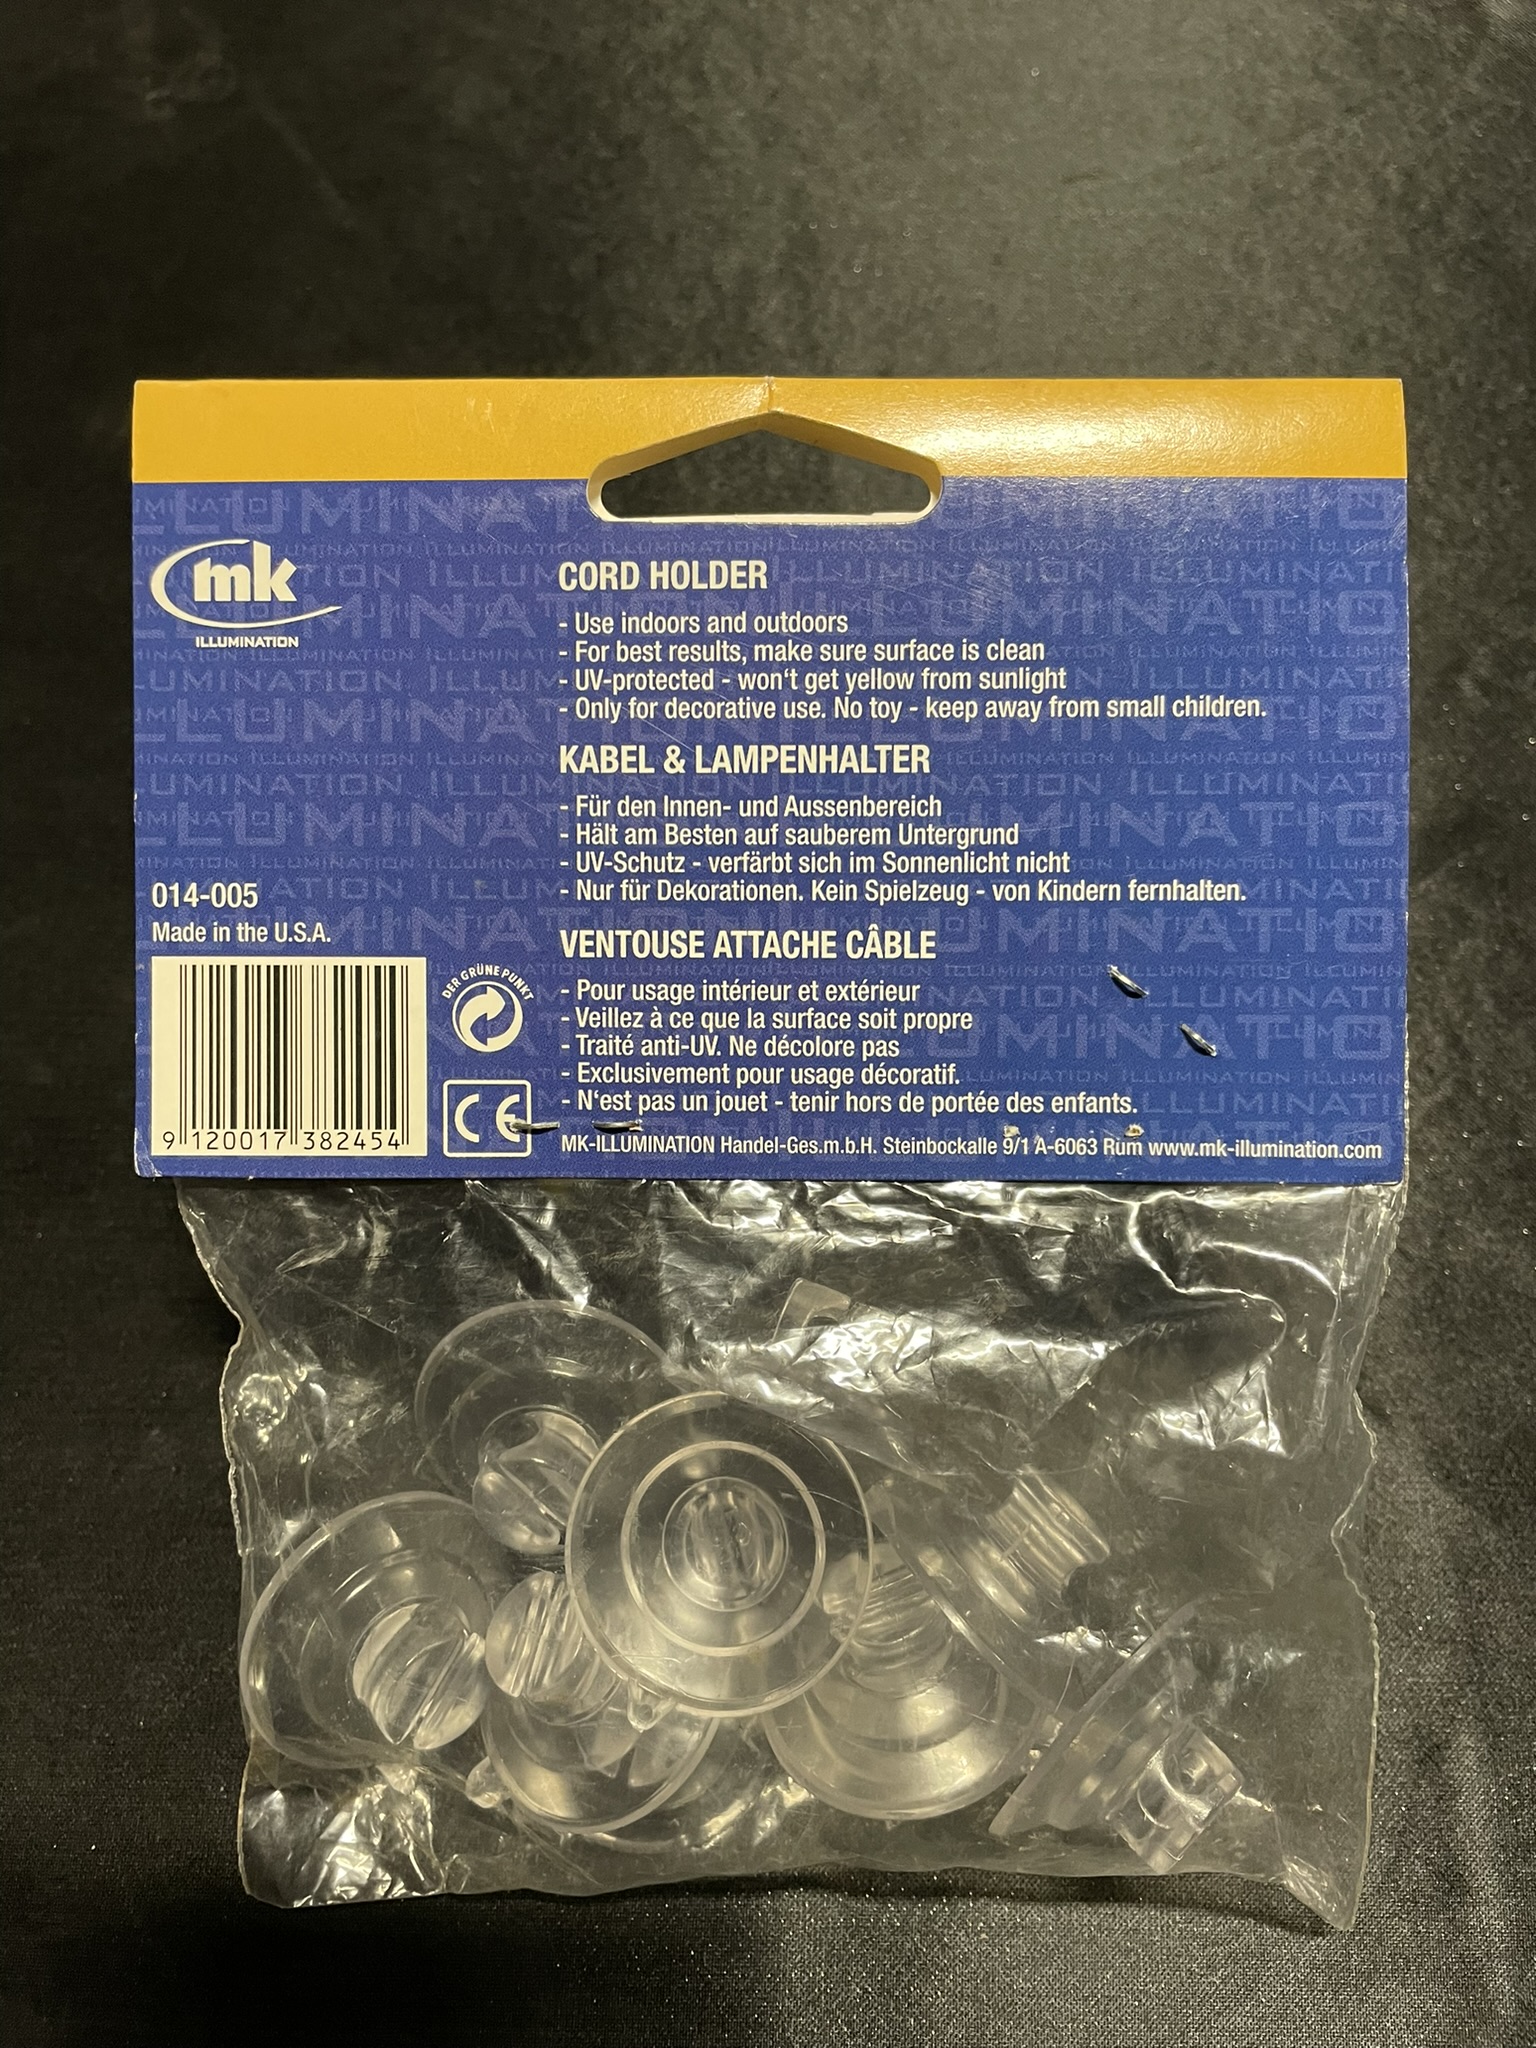 mk
ILLUMINATION
CORD HOLDER
- Use indoors and outdoors
- For best results, make sure surface is clean
- UV-protected - won't get yellow from sunlight
- Only for decorative use. No toy - keep away from small children.
KABEL & LAMPENHALTER
- Für den Innen- und Aussenbereich
- Hält am Besten auf sauberem Untergrund
- UV-Schutz - verfärbt sich im Sonnenlicht nicht
- Nur für Dekorationen. Kein Spielzeug - von Kindern fernhalten.
014-005
Made in the U.S.A.
9 120017 382454
DER GRÜNE PUNKT
CE
VENTOUSE ATTACHE CÂBLE
- Pour usage intérieur et extérieur
- Veillez à ce que la surface soit propre
- Traité anti-UV. Ne décolore pas
- Exclusivement pour usage décoratif.
- N'est pas un jouet - tenir hors de portée des enfants.
MK-ILLUMINATION Handel-Ges.m.b.H. Steinbockalle 9/1 A-6063 Rum www.mk-illumination.com